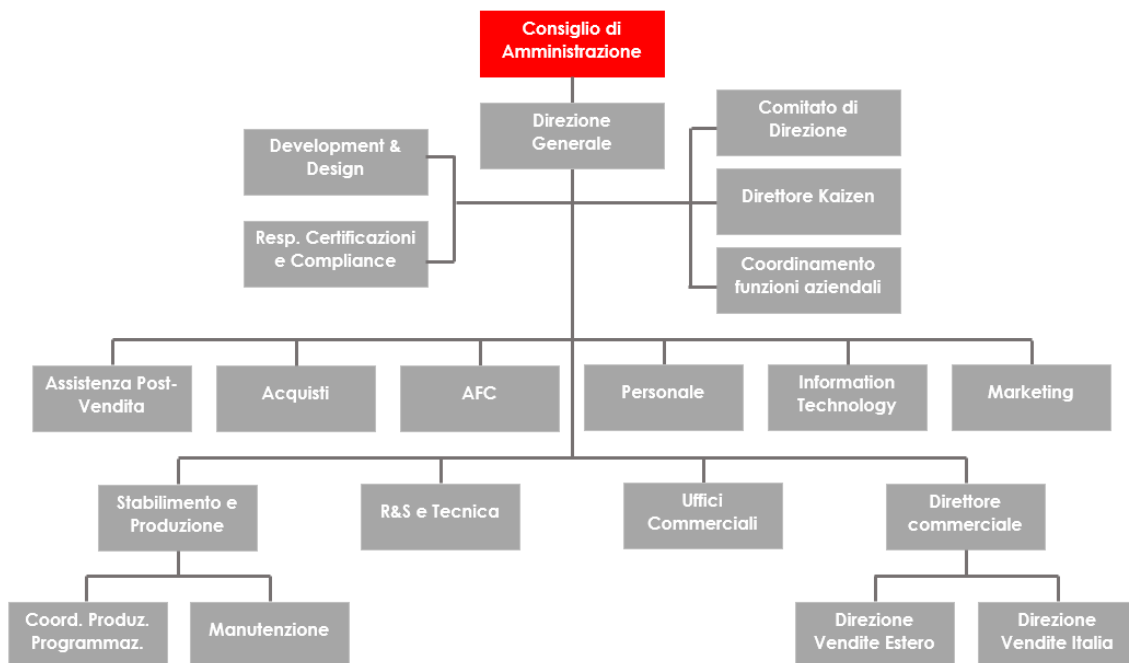 Consiglio di
Amministrazione
Direzione
Generale
Development &
Design
Resp. Certificazioni
e Compliance
Comitato di
Direzione
Direttore Kaizen
Coordinamento
funzioni aziendali
Assistenza Post-
Vendita
Acquisti
AFC
Personale
Information
Technology
Marketing
Stabilimento e
Produzione
R&S e Tecnica
Uffici
Commerciali
Direttore
commerciale
Coord. Produz.
Programmaz.
Manutenzione
Direzione
Vendite Estero
Direzione
Vendite Italia